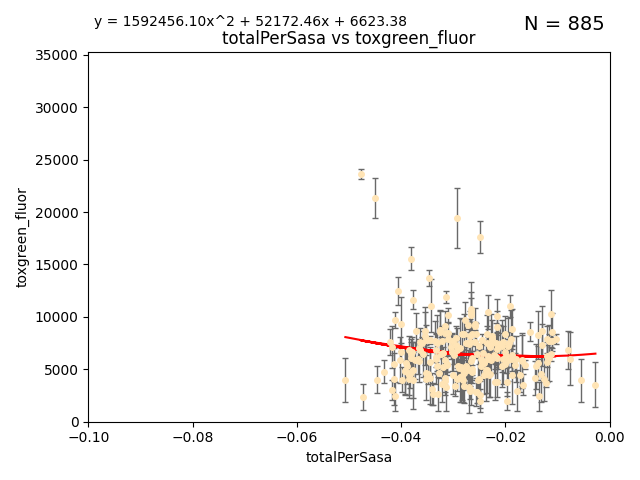 y = 1592456.10x^2 + 52172.46x + 6623.38
N = 885
totalPerSasa vs toxgreen_fluor
35000
30000
25000
20000
15000
10000
5000
0
toxgreen_fluor
−0.10
−0.08
−0.06
−0.04
−0.02
0.00
totalPerSasa